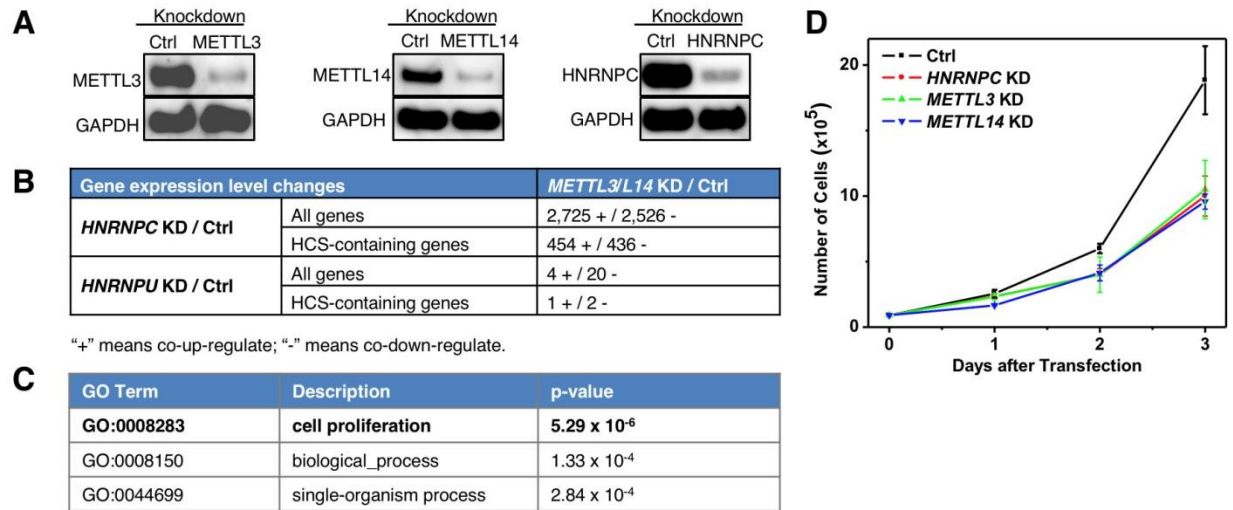 A
Knockdown
Ctrl METTL3
METTL3
GAPDH
Knockdown
Ctrl METTL14
METTL14
GAPDH
Knockdown
Ctrl HNRNPC
HNRNPC
GAPDH
B
Gene expression level changes METTL3/L14 KD / Ctrl
HNRNPC KD / Ctrl All genes 2,725 + / 2,526 -
HCS-containing genes 454 + / 436 -
HNRNPU KD / Ctrl All genes 4 + / 20 -
HCS-containing genes 1 + / 2 -
“+” means co-up-regulate; “-” means co-down-regulate.
C
GO Term Description p-value
GO:0008283 cell proliferation 5.29 x 10⁻⁶
GO:0008150 biological_process 1.33 x 10⁻⁴
GO:0044699 single-organism process 2.84 x 10⁻⁴
D
Ctrl
HNRNPC KD
METTL3 KD
METTL14 KD
Number of Cells (x10⁵)
20
10
0
0 1 2 3
Days after Transfection